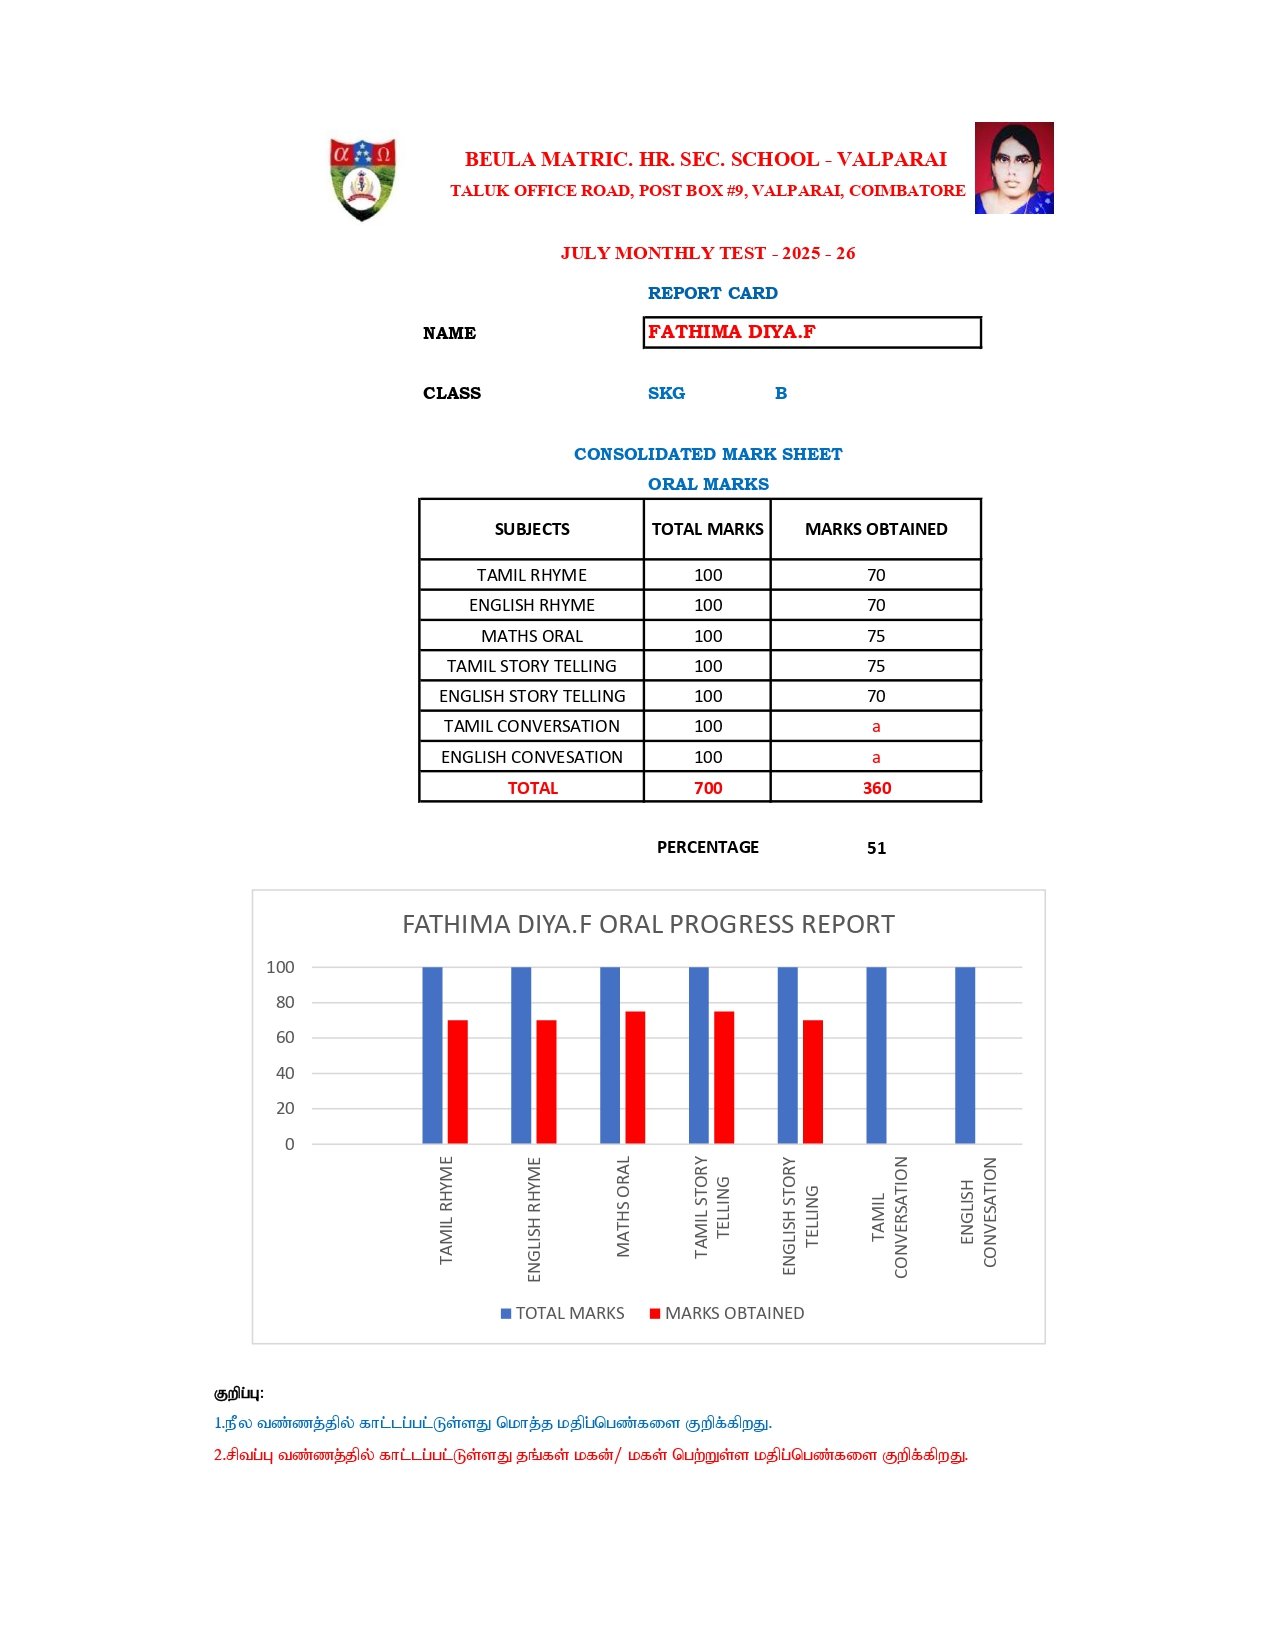 α Ω
BEULA MATRIC. HR. SEC. SCHOOL - VALPARAI
TALUK OFFICE ROAD, POST BOX #9, VALPARAI, COIMBATORE
JULY MONTHLY TEST - 2025 - 26
REPORT CARD
NAME FATHIMA DIYA.F
CLASS SKG B
CONSOLIDATED MARK SHEET
ORAL MARKS
SUBJECTS TOTAL MARKS MARKS OBTAINED
TAMIL RHYME 100 70
ENGLISH RHYME 100 70
MATHS ORAL 100 75
TAMIL STORY TELLING 100 75
ENGLISH STORY TELLING 100 70
TAMIL CONVERSATION 100 a
ENGLISH CONVESATION 100 a
TOTAL 700 360
PERCENTAGE 51
FATHIMA DIYA.F ORAL PROGRESS REPORT
100
80
60
40
20
0
TAMIL RHYME
ENGLISH RHYME
MATHS ORAL
TAMIL STORY
TELLING
ENGLISH STORY
TELLING
TAMIL
CONVERSATION
ENGLISH
CONVESATION
TOTAL MARKS MARKS OBTAINED
குறிப்பு:
1.நீல வண்ணத்தில் காட்டப்பட்டுள்ளது மொத்த மதிப்பெண்களை குறிக்கிறது.
2.சிவப்பு வண்ணத்தில் காட்டப்பட்டுள்ளது தங்கள் மகன்/ மகள் பெற்றுள்ள மதிப்பெண்களை குறிக்கிறது.